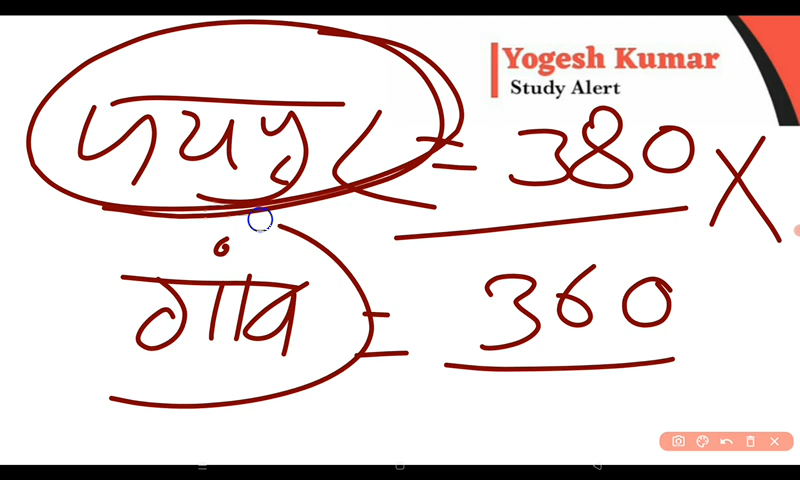 Yogesh Kumar
Study Alert
जयपुर = 380 X
गांव = 360